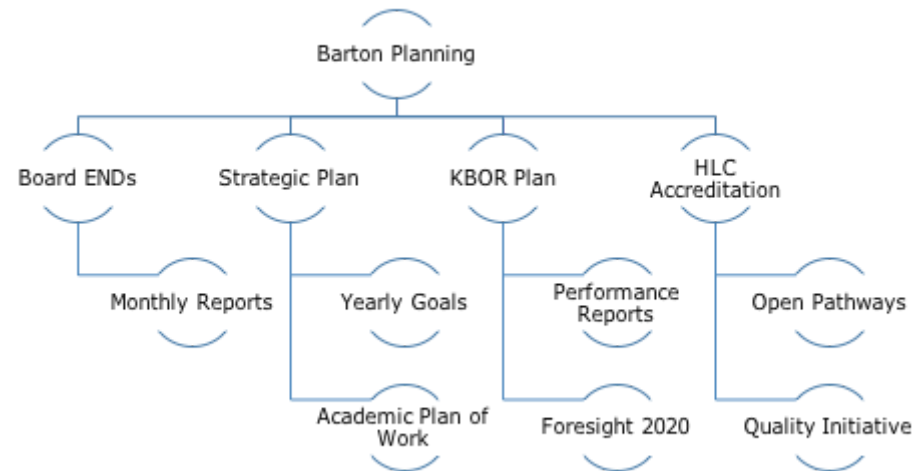 Barton Planning
Board ENDs
Strategic Plan
KBOR Plan
HLC
Accreditation
Monthly Reports
Yearly Goals
Performance
Reports
Open Pathways
Academic Plan of
Work
Foresight 2020
Quality Initiative